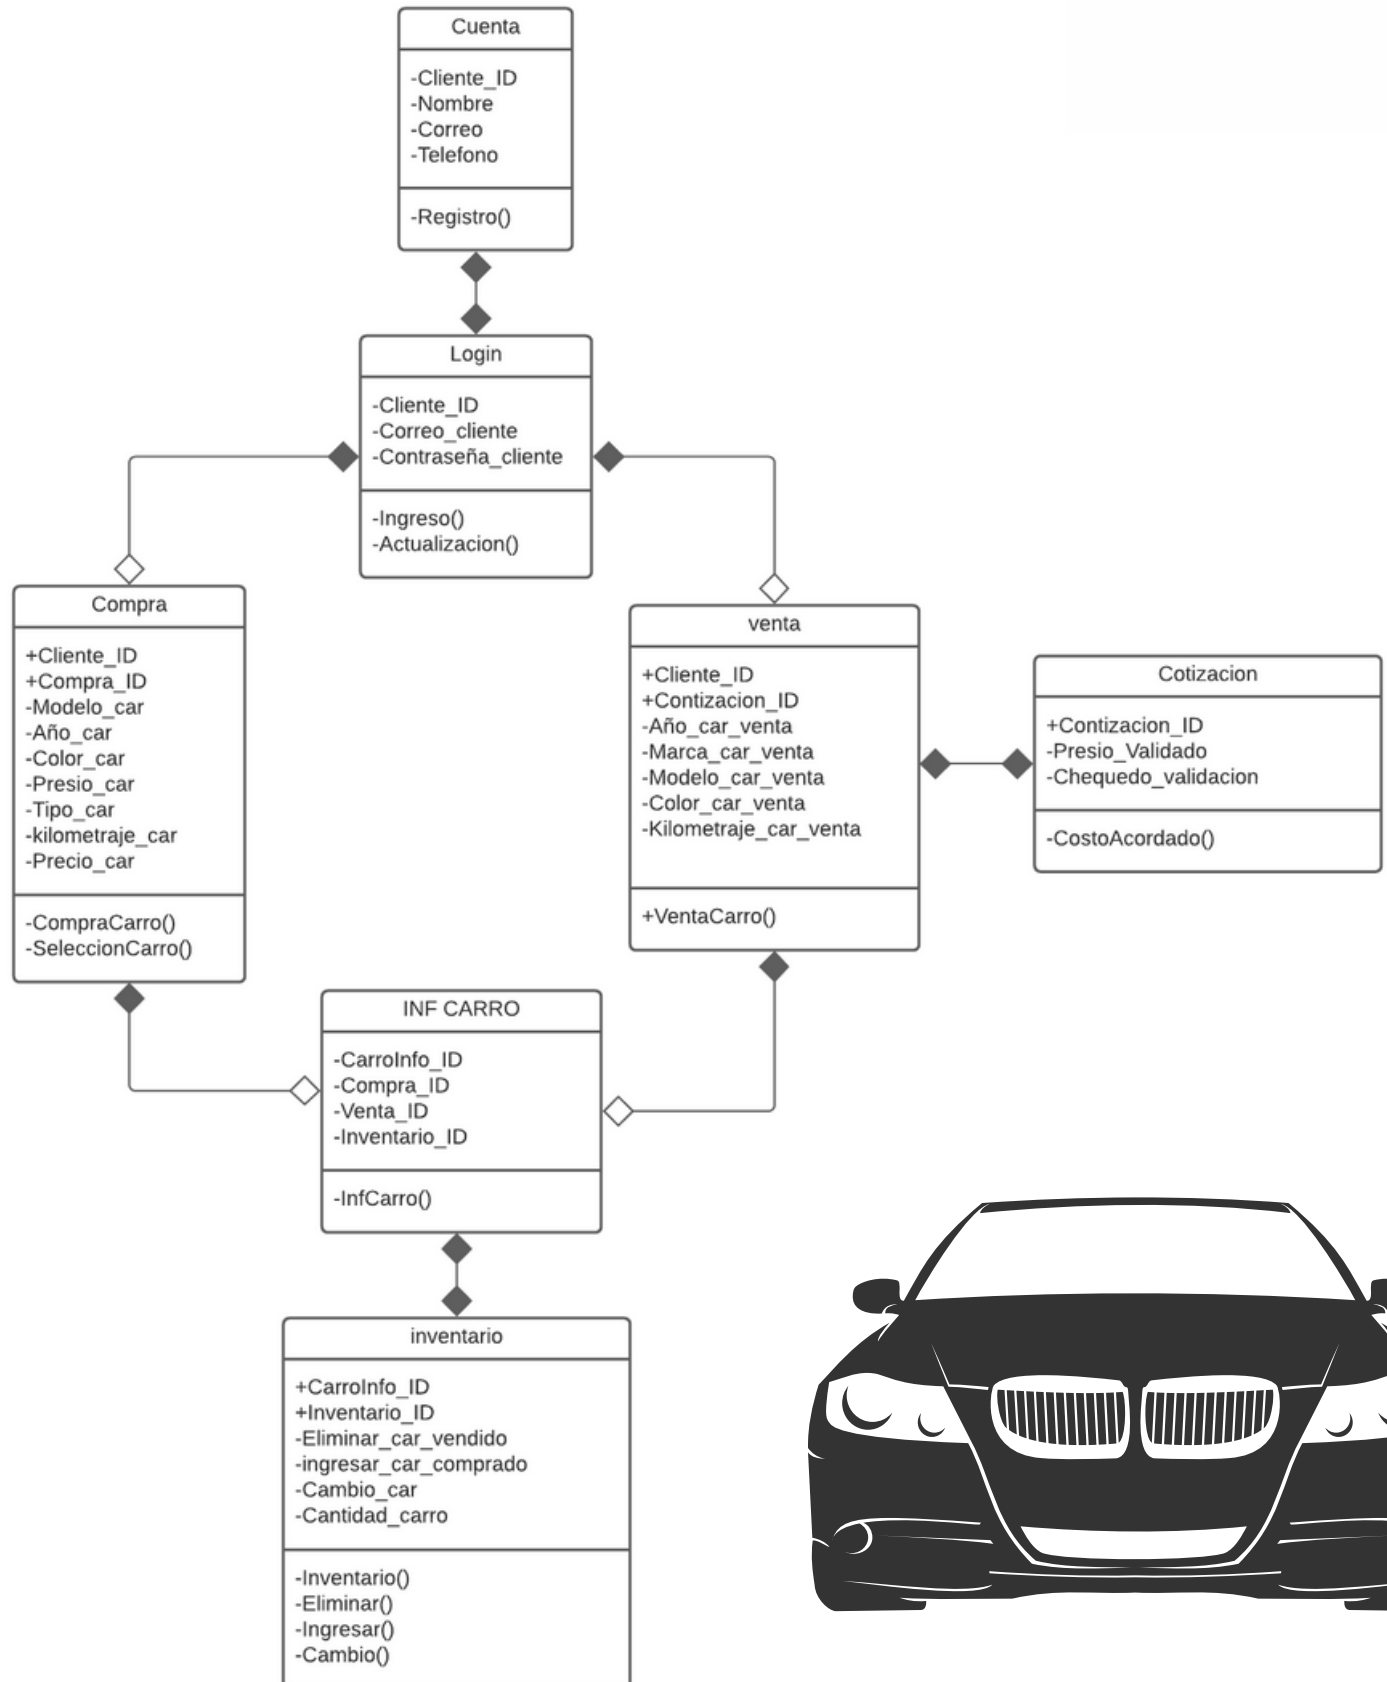 Cuenta
-Cliente_ID
-Nombre
-Correo
-Telefono
-Registro()
Login
-Cliente_ID
-Correo_cliente
-Contraseña_cliente
-Ingreso()
-Actualizacion()
Compra
+Cliente_ID
+Compra_ID
-Modelo_car
-Año_car
-Color_car
-Presio_car
-Tipo_car
-kilometraje_car
-Precio_car
-CompraCarro()
-SeleccionCarro()
venta
+Cliente_ID
+Contizacion_ID
-Año_car_venta
-Marca_car_venta
-Modelo_car_venta
-Color_car_venta
-Kilometraje_car_venta
+VentaCarro()
Cotizacion
+Contizacion_ID
-Presio_Validado
-Chequedo_validacion
-CostoAcordado()
INF CARRO
-CarroInfo_ID
-Compra_ID
-Venta_ID
-Inventario_ID
-InfCarro()
inventario
+CarroInfo_ID
+Inventario_ID
-Eliminar_car_vendido
-ingresar_car_comprado
-Cambio_car
-Cantidad_carro
-Inventario()
-Eliminar()
-Ingresar()
-Cambio()